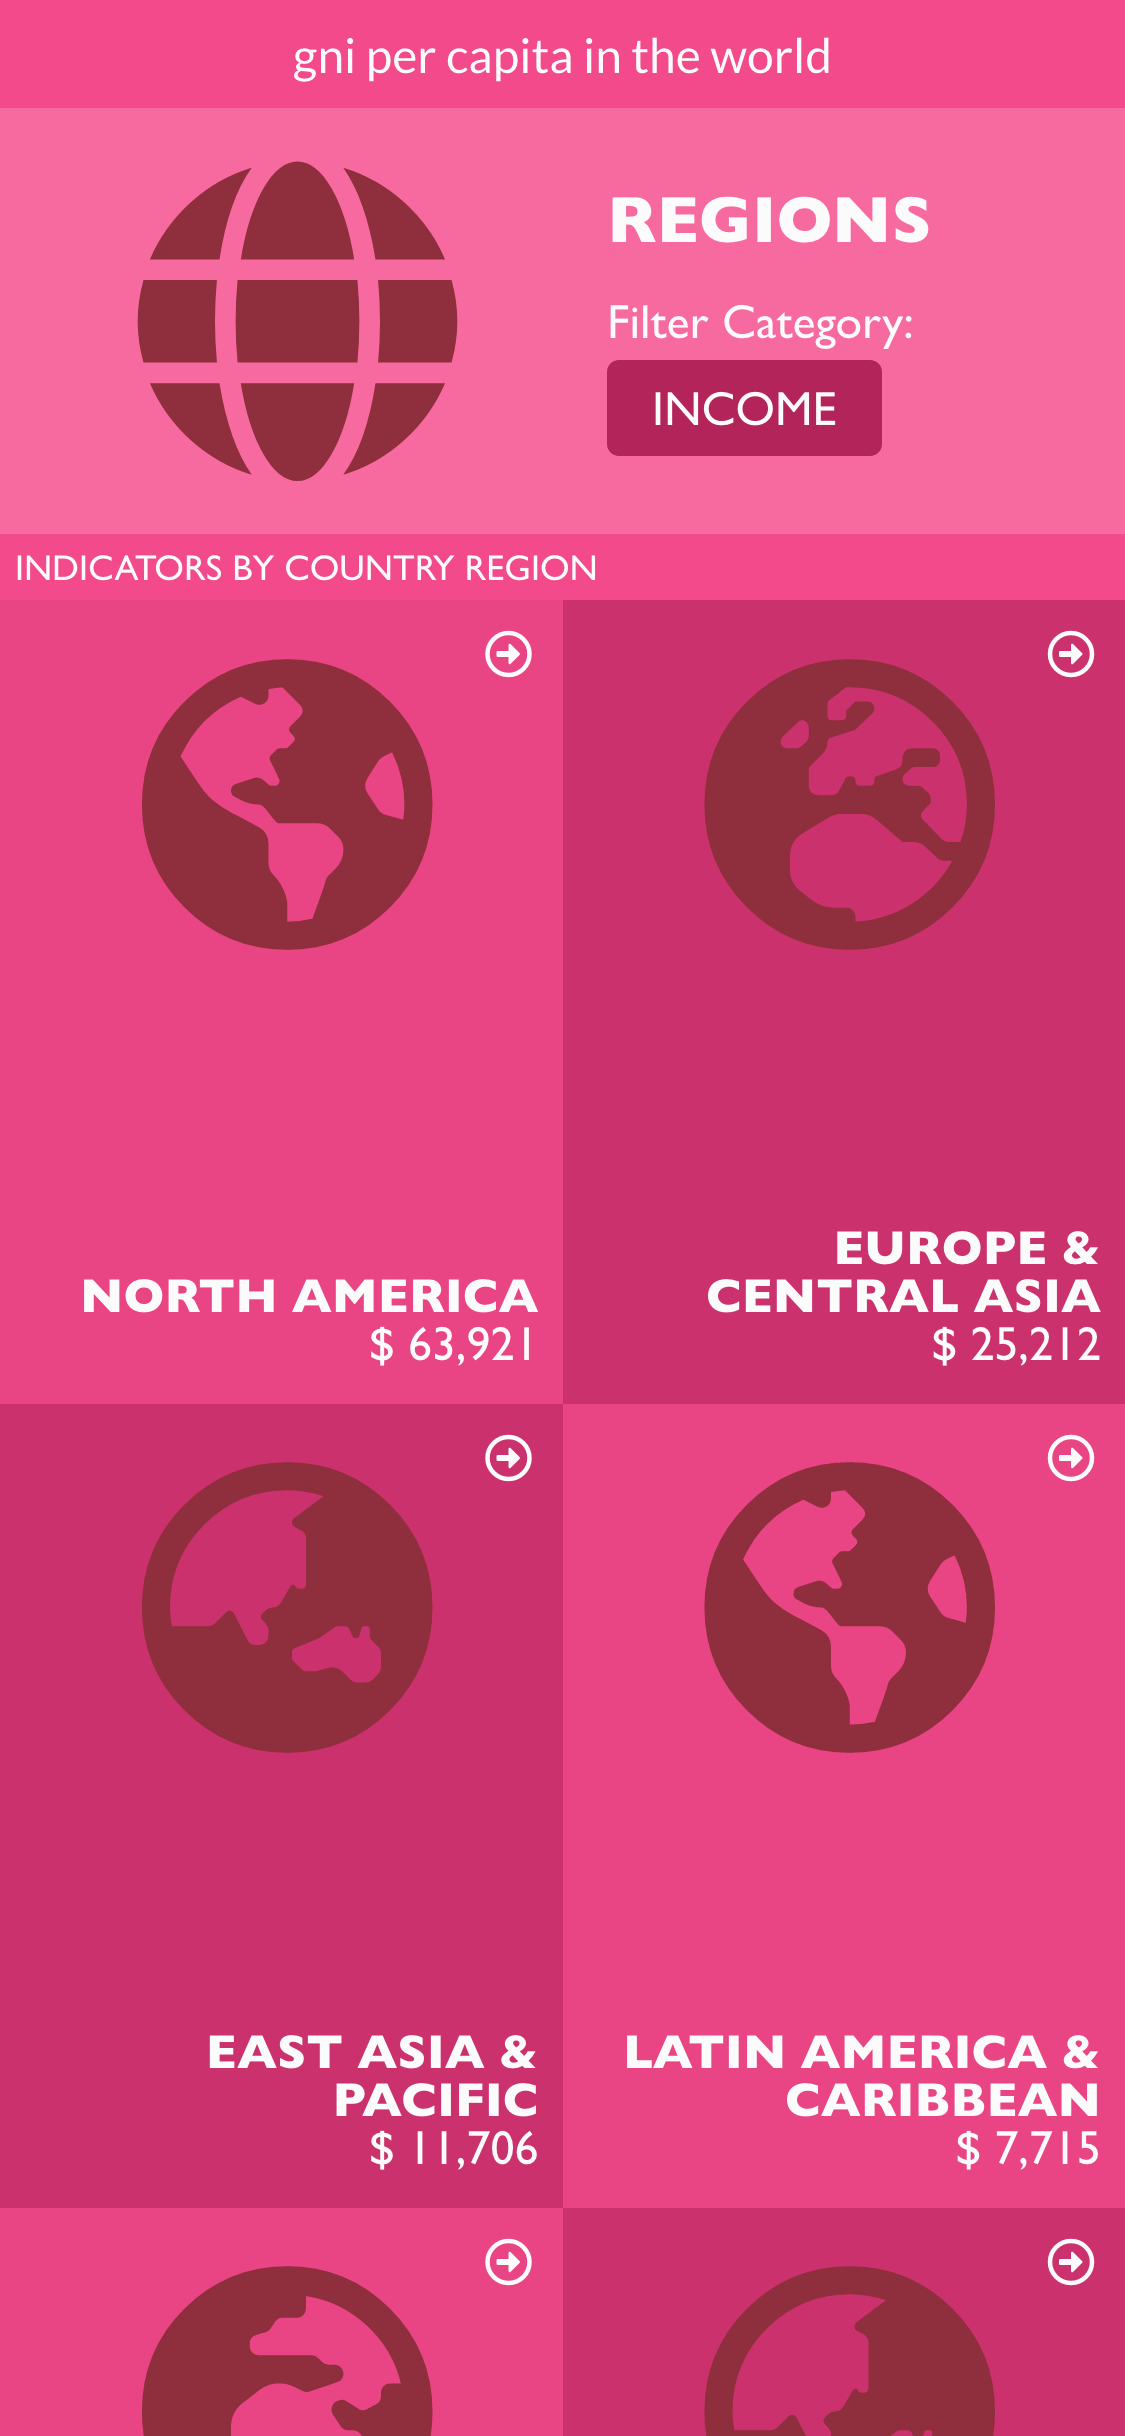 gni per capita in the world
REGIONS
Filter Category:
INCOME
INDICATORS BY COUNTRY REGION
NORTH AMERICA
$ 63,921
EUROPE &
CENTRAL ASIA
$ 25,212
EAST ASIA &
PACIFIC
$ 11,706
LATIN AMERICA &
CARIBBEAN
$ 7,715